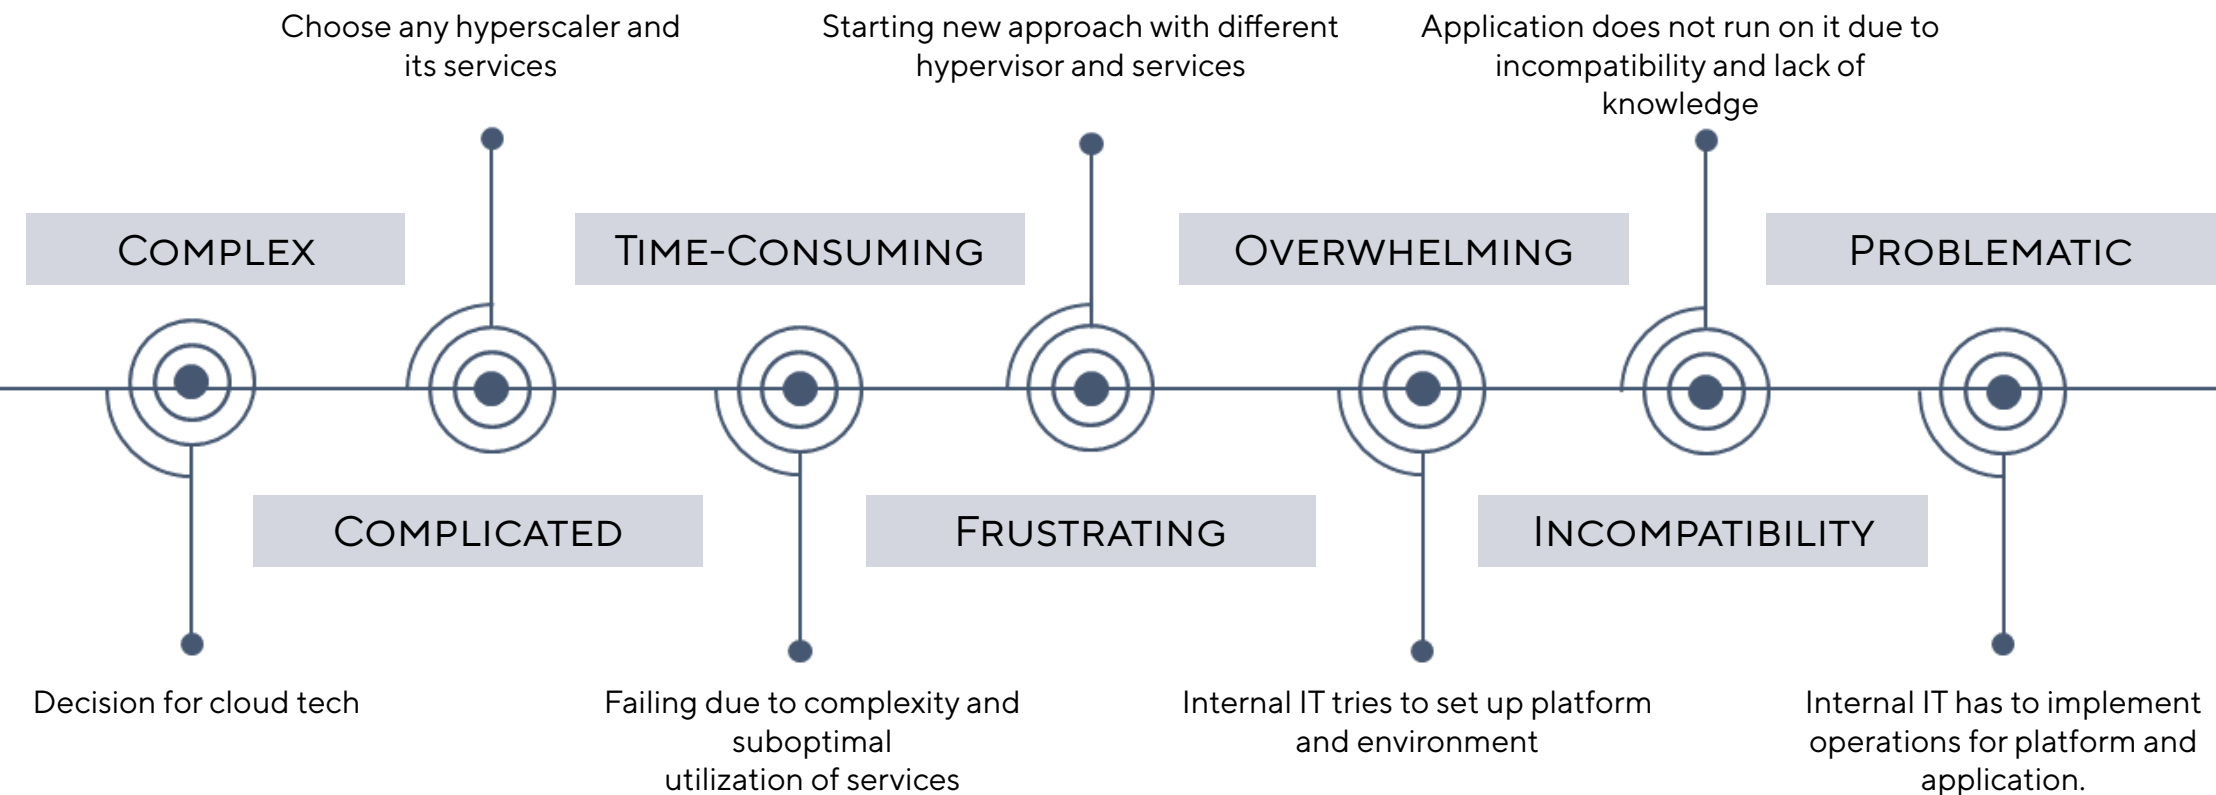 Choose any hyperscaler and
its services
Starting new approach with different
hypervisor and services
Application does not run on it due to
incompatibility and lack of
knowledge
COMPLEX
TIME-CONSUMING
OVERWHELMING
PROBLEMATIC
COMPLICATED
FRUSTRATING
INCOMPATIBILITY
Decision for cloud tech
Failing due to complexity and
suboptimal
utilization of services
Internal IT tries to set up platform
and environment
Internal IT has to implement
operations for platform and
application.